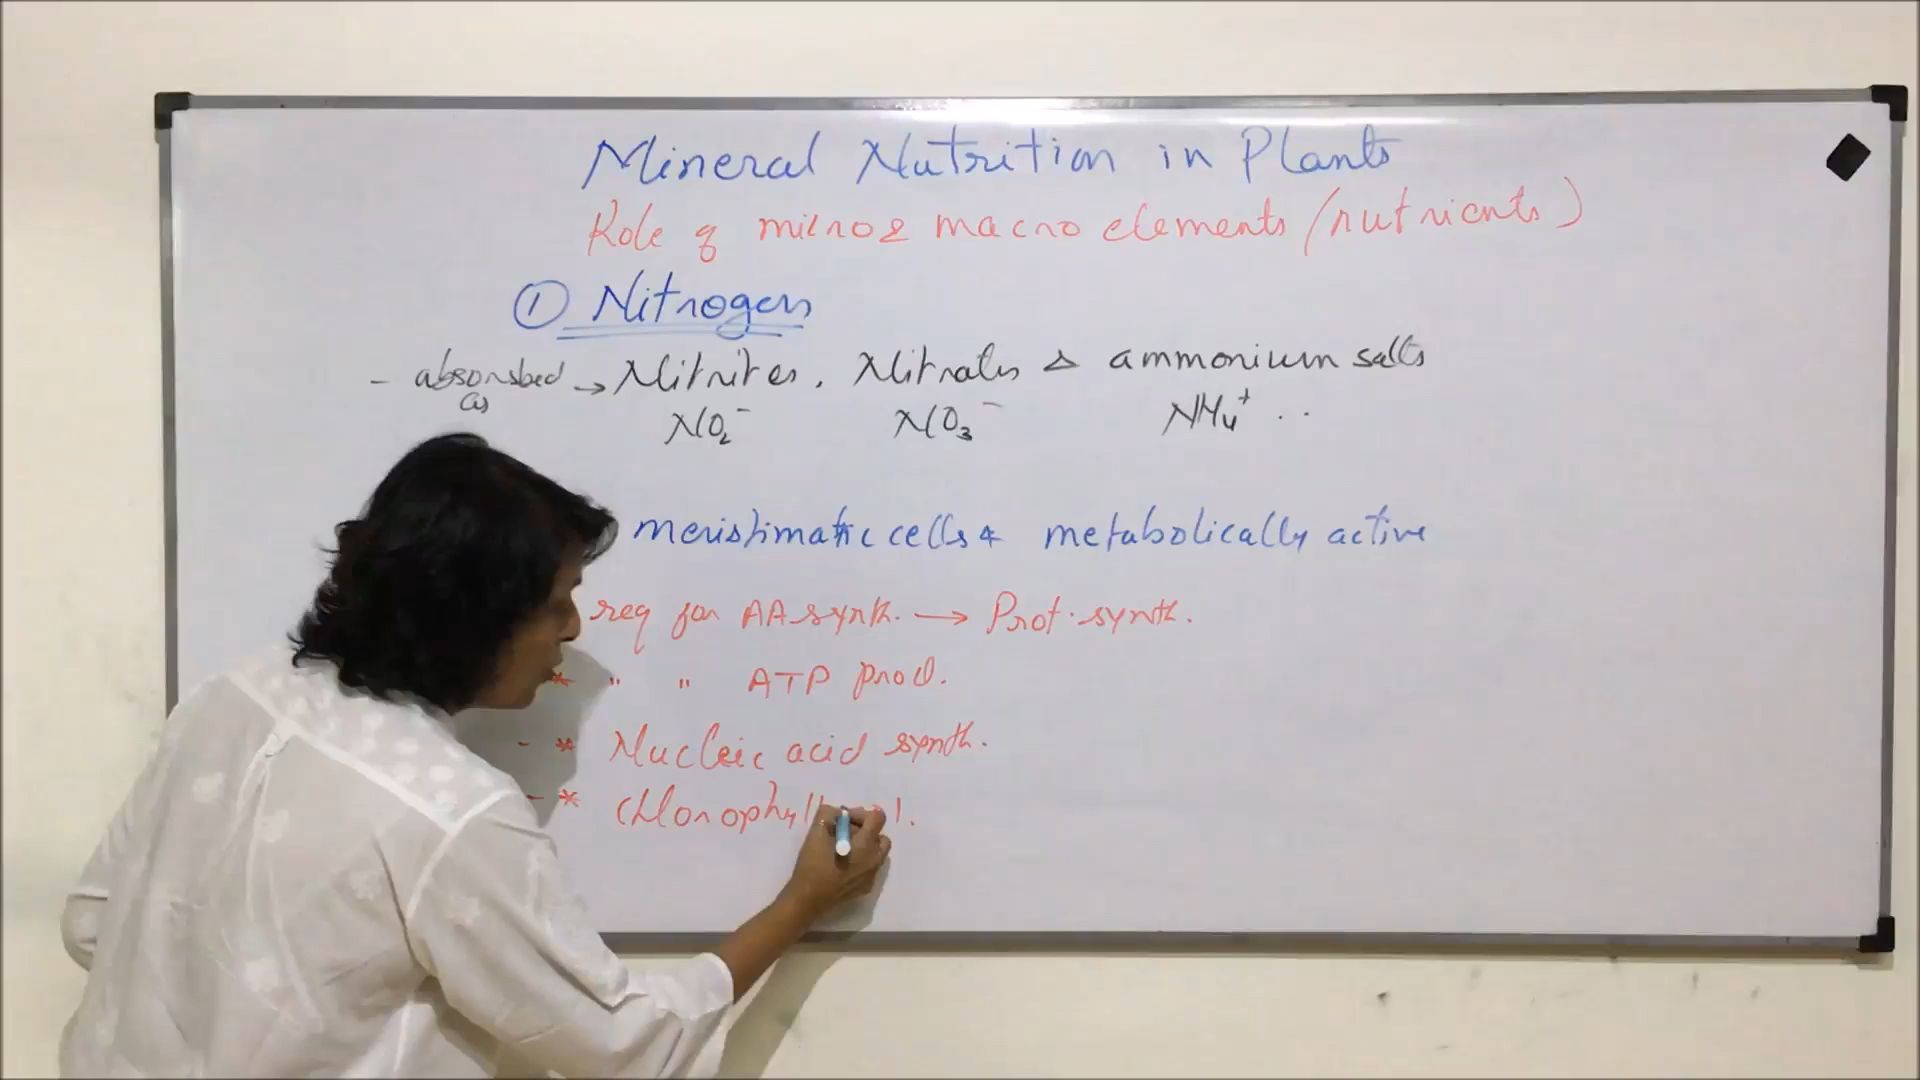 Mineral Nutrition in Plants
Role of micro & macro elements (nutrients)
① Nitrogen
- absorbed as → Nitrites, Nitrates & ammonium salts
NO₂⁻ NO₃⁻ NH₄⁺ ..
meristimatic cells & metabolically active
req for AA synth. → Prot. synth.
* " " ATP prod.
- * Nucleic acid synth.
- * Chlorophyll